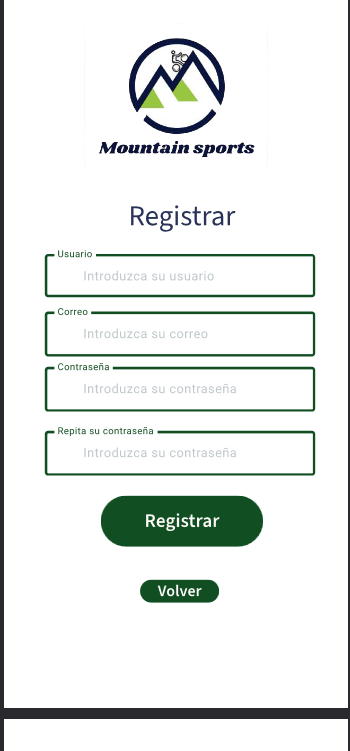 Mountain sports
Registrar
Usuario
Introduzca su usuario
Correo
Introduzca su correo
Contraseña
Introduzca su contraseña
Repita su contraseña
Introduzca su contraseña
Registrar
Volver